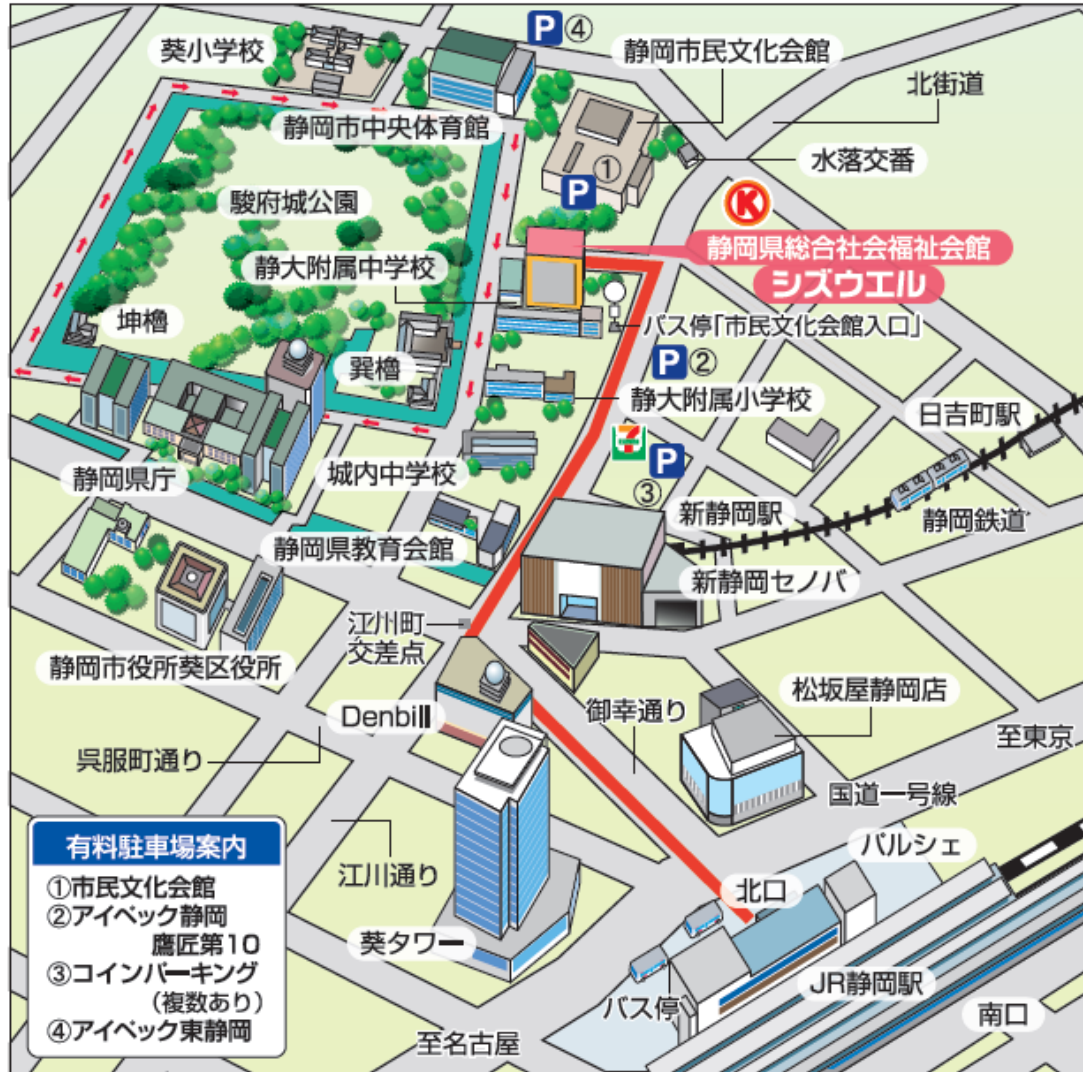 葵小学校
P④
静岡市民文化会館
北街道
静岡市中央体育館
①
P
水落交番
K
駿府城公園
静岡県総合社会福祉会館
シズウエル
静大附属中学校
坤櫓
バス停「市民文化会館入口」
巽櫓
P②
静大附属小学校
日吉町駅
7
P
③
城内中学校
静岡県庁
新静岡駅
静岡鉄道
静岡県教育会館
新静岡セノバ
江川町
交差点
静岡市役所葵区役所
松坂屋静岡店
DenbiⅡ
御幸通り
至東京
呉服町通り
国道一号線
有料駐車場案内
①市民文化会館
②アイペック静岡
鷹匠第10
③コインパーキング
(複数あり)
④アイペック東静岡
江川通り
パルシェ
北口
葵タワー
JR静岡駅
バス停
南口
至名古屋